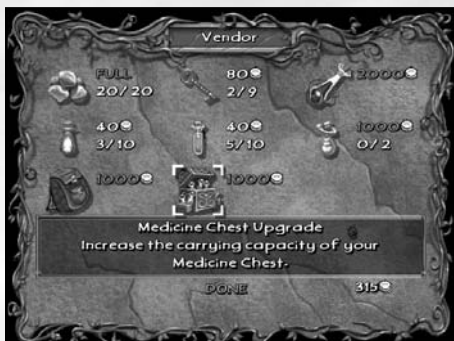 Vendor
FULL 80 2000
20/20 2/9
40 40 1000
3/10 5/10 0/2
1000 1000
Medicine Chest Upgrade
Increase the carrying capacity of your
Medicine Chest.
DONE 315